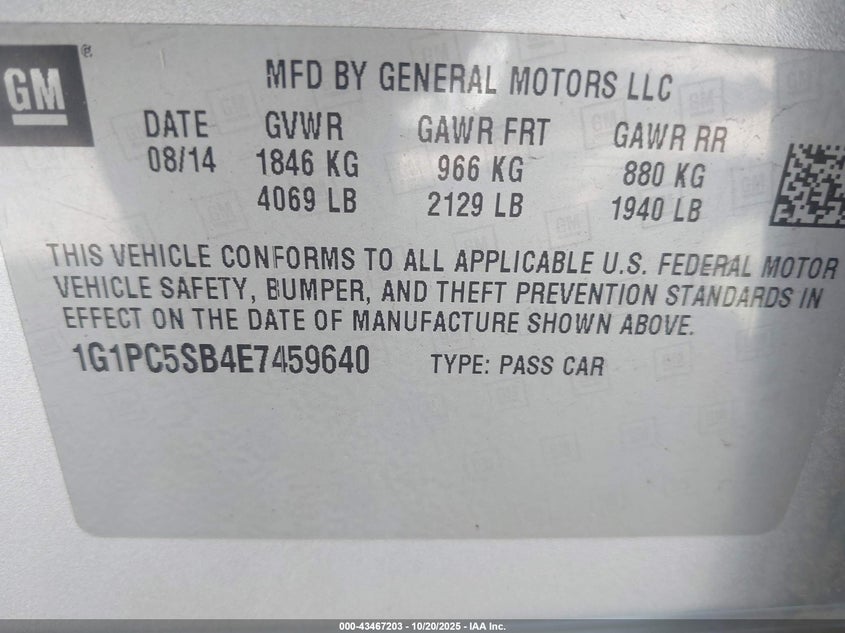 GM
MFD BY GENERAL MOTORS LLC
DATE GVWR GAWR FRT GAWR RR
08/14 1846 KG 966 KG 880 KG
4069 LB 2129 LB 1940 LB
THIS VEHICLE CONFORMS TO ALL APPLICABLE U.S. FEDERAL MOTOR
VEHICLE SAFETY, BUMPER, AND THEFT PREVENTION STANDARDS IN
EFFECT ON THE DATE OF MANUFACTURE SHOWN ABOVE.
1G1PC5SB4E7459640 TYPE: PASS CAR
000-43467203 - 10/20/2025 - IAA Inc.